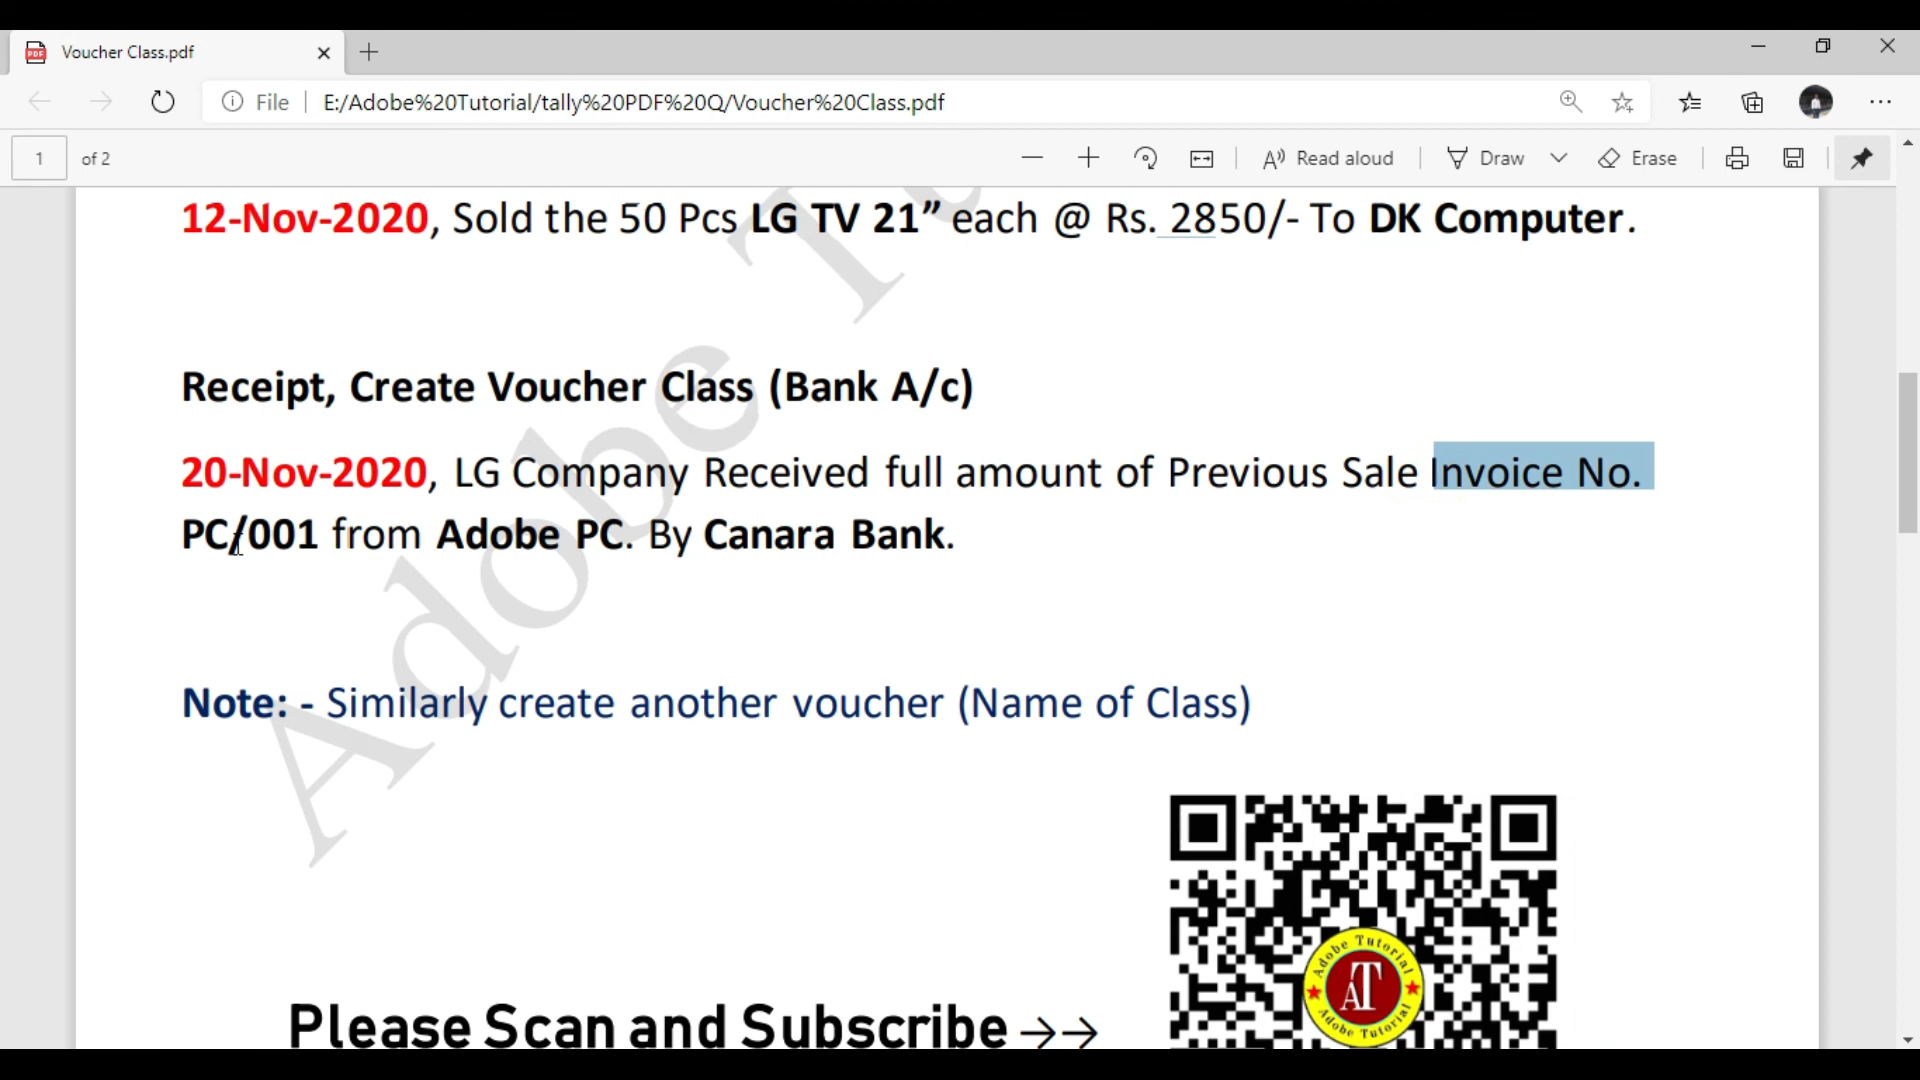 Voucher Class.pdf
File
E:/Adobe%20Tutorial/tally%20PDF%20Q/Voucher%20Class.pdf
1 of 2
Read aloud
Draw
Erase
12-Nov-2020, Sold the 50 Pcs LG TV 21” each @ Rs. 2850/- To DK Computer.
Receipt, Create Voucher Class (Bank A/c)
20-Nov-2020, LG Company Received full amount of Previous Sale Invoice No.
PC/001 from Adobe PC. By Canara Bank.
Note: - Similarly create another voucher (Name of Class)
Adobe Tu
Please Scan and Subscribe →→
Adobe Tutorial
AT
Adobe Tutorial